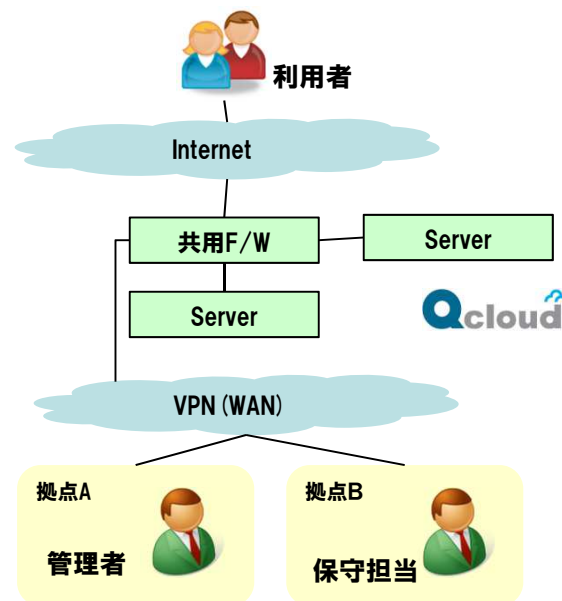 利用者
Internet
共用F/W
Server
Server
Qcloud
VPN(WAN)
拠点A
管理者
拠点B
保守担当